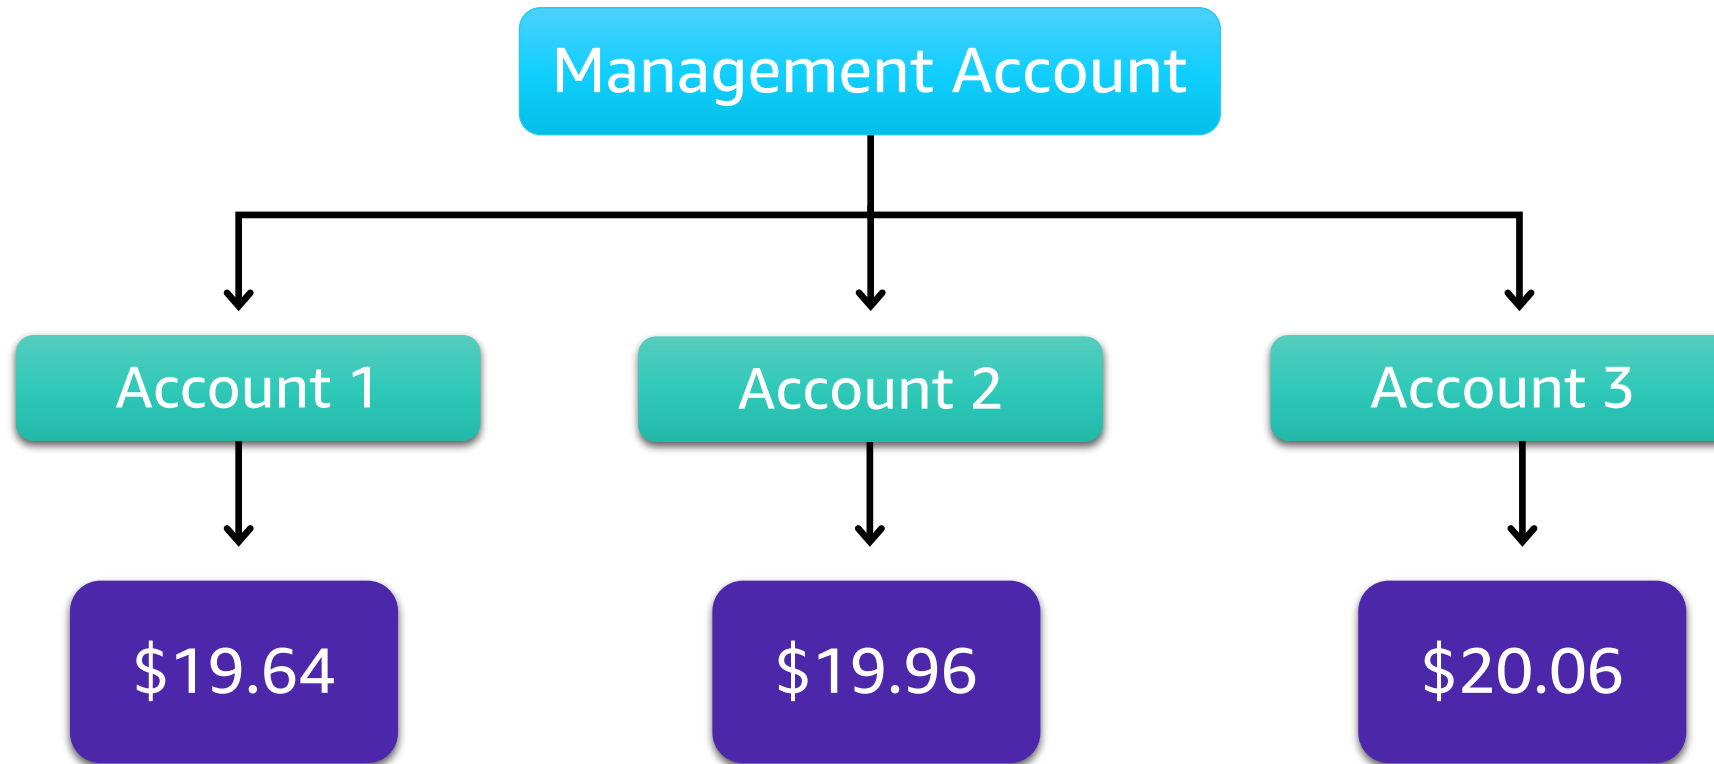 Management Account
Account 1
Account 2
Account 3
$19.64
$19.96
$20.06